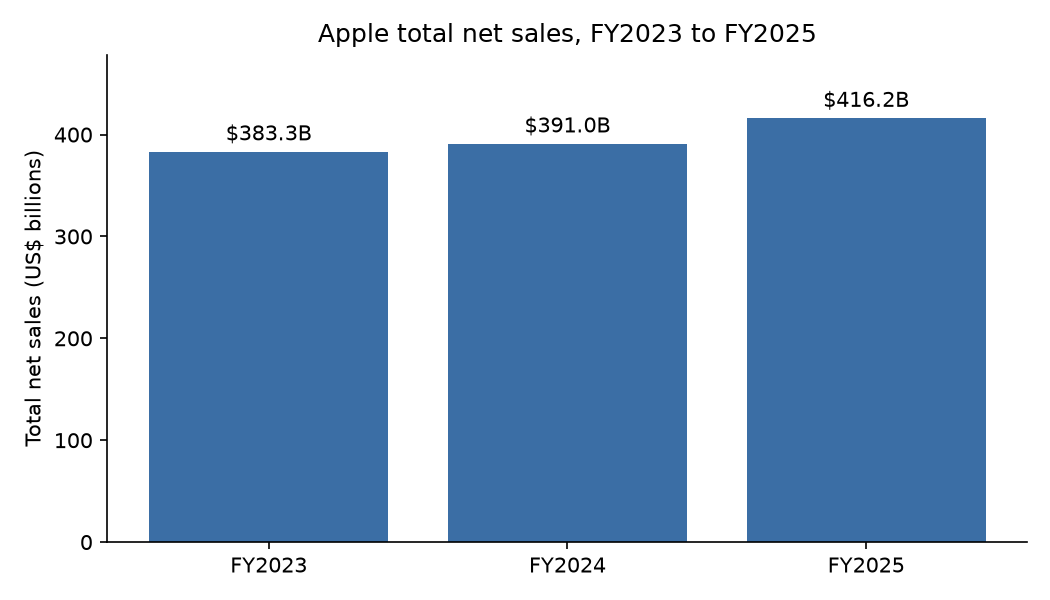 Apple total net sales, FY2023 to FY2025
Total net sales (US$ billions)
400
300
200
100
0
$383.3B
$391.0B
$416.2B
FY2023
FY2024
FY2025